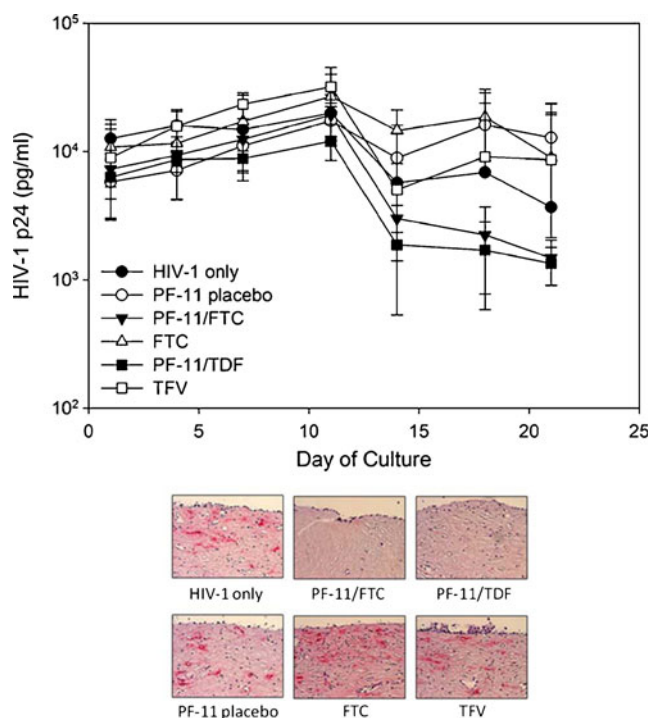 10⁵
10⁴
10³
10²
HIV-1 p24 (pg/ml)
HIV-1 only
PF-11 placebo
PF-11/FTC
FTC
PF-11/TDF
TFV
0 5 10 15 20 25
Day of Culture
HIV-1 only PF-11/FTC PF-11/TDF
PF-11 placebo FTC TFV